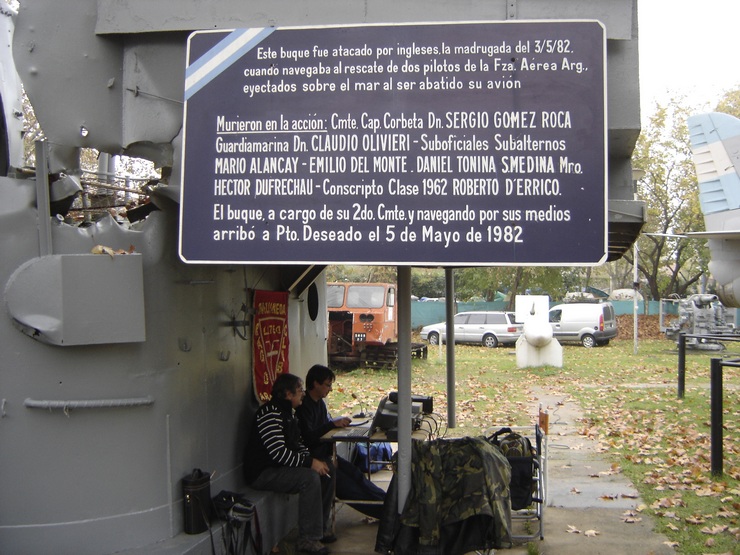 Este buque fue atacado por ingleses, la madrugada del 3/5/82,
cuando navegaba al rescate de dos pilotos de la Fza. Aérea Arg.,
eyectados sobre el mar al ser abatido su avión
Murieron en la acción: Cmte. Cap. Corbeta Dn. SERGIO GOMEZ ROCA
Guardiamarina Dn. CLAUDIO OLIVIERI - Suboficiales Subalternos
MARIO ALANCAY - EMILIO DEL MONTE. DANIEL TONINA S.MEDINA Mro.
HECTOR DUFRECHAU - Conscripto Clase 1962 ROBERTO D'ERRICO.
El buque, a cargo de su 2do. Cmte. y navegando por sus medios
arribó a Pto. Deseado el 5 de Mayo de 1982